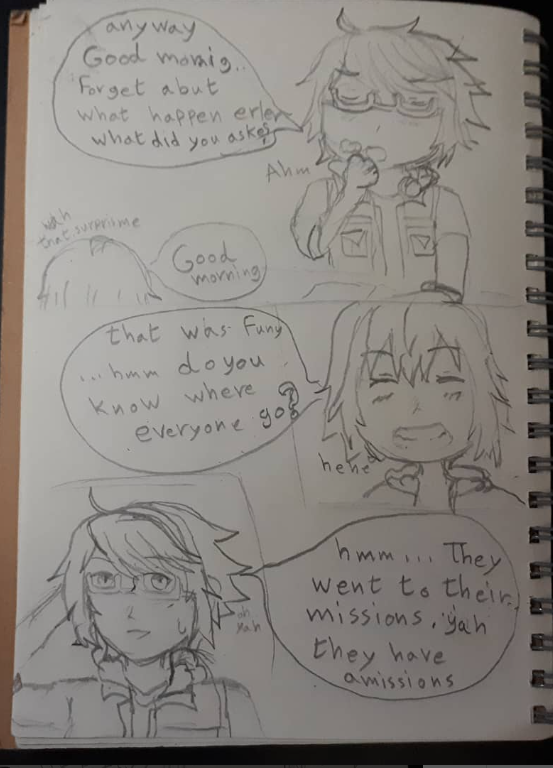 anyway
Good mornig..
Forget abut
what happen erler
what did you aske?
Ahm
wah
that surprime
Good
morning
that was Funy
...hmm do you
know where
everyone go?
hehe
hmm... They
went to their
missions, yah
they have
amissions
oh
yah